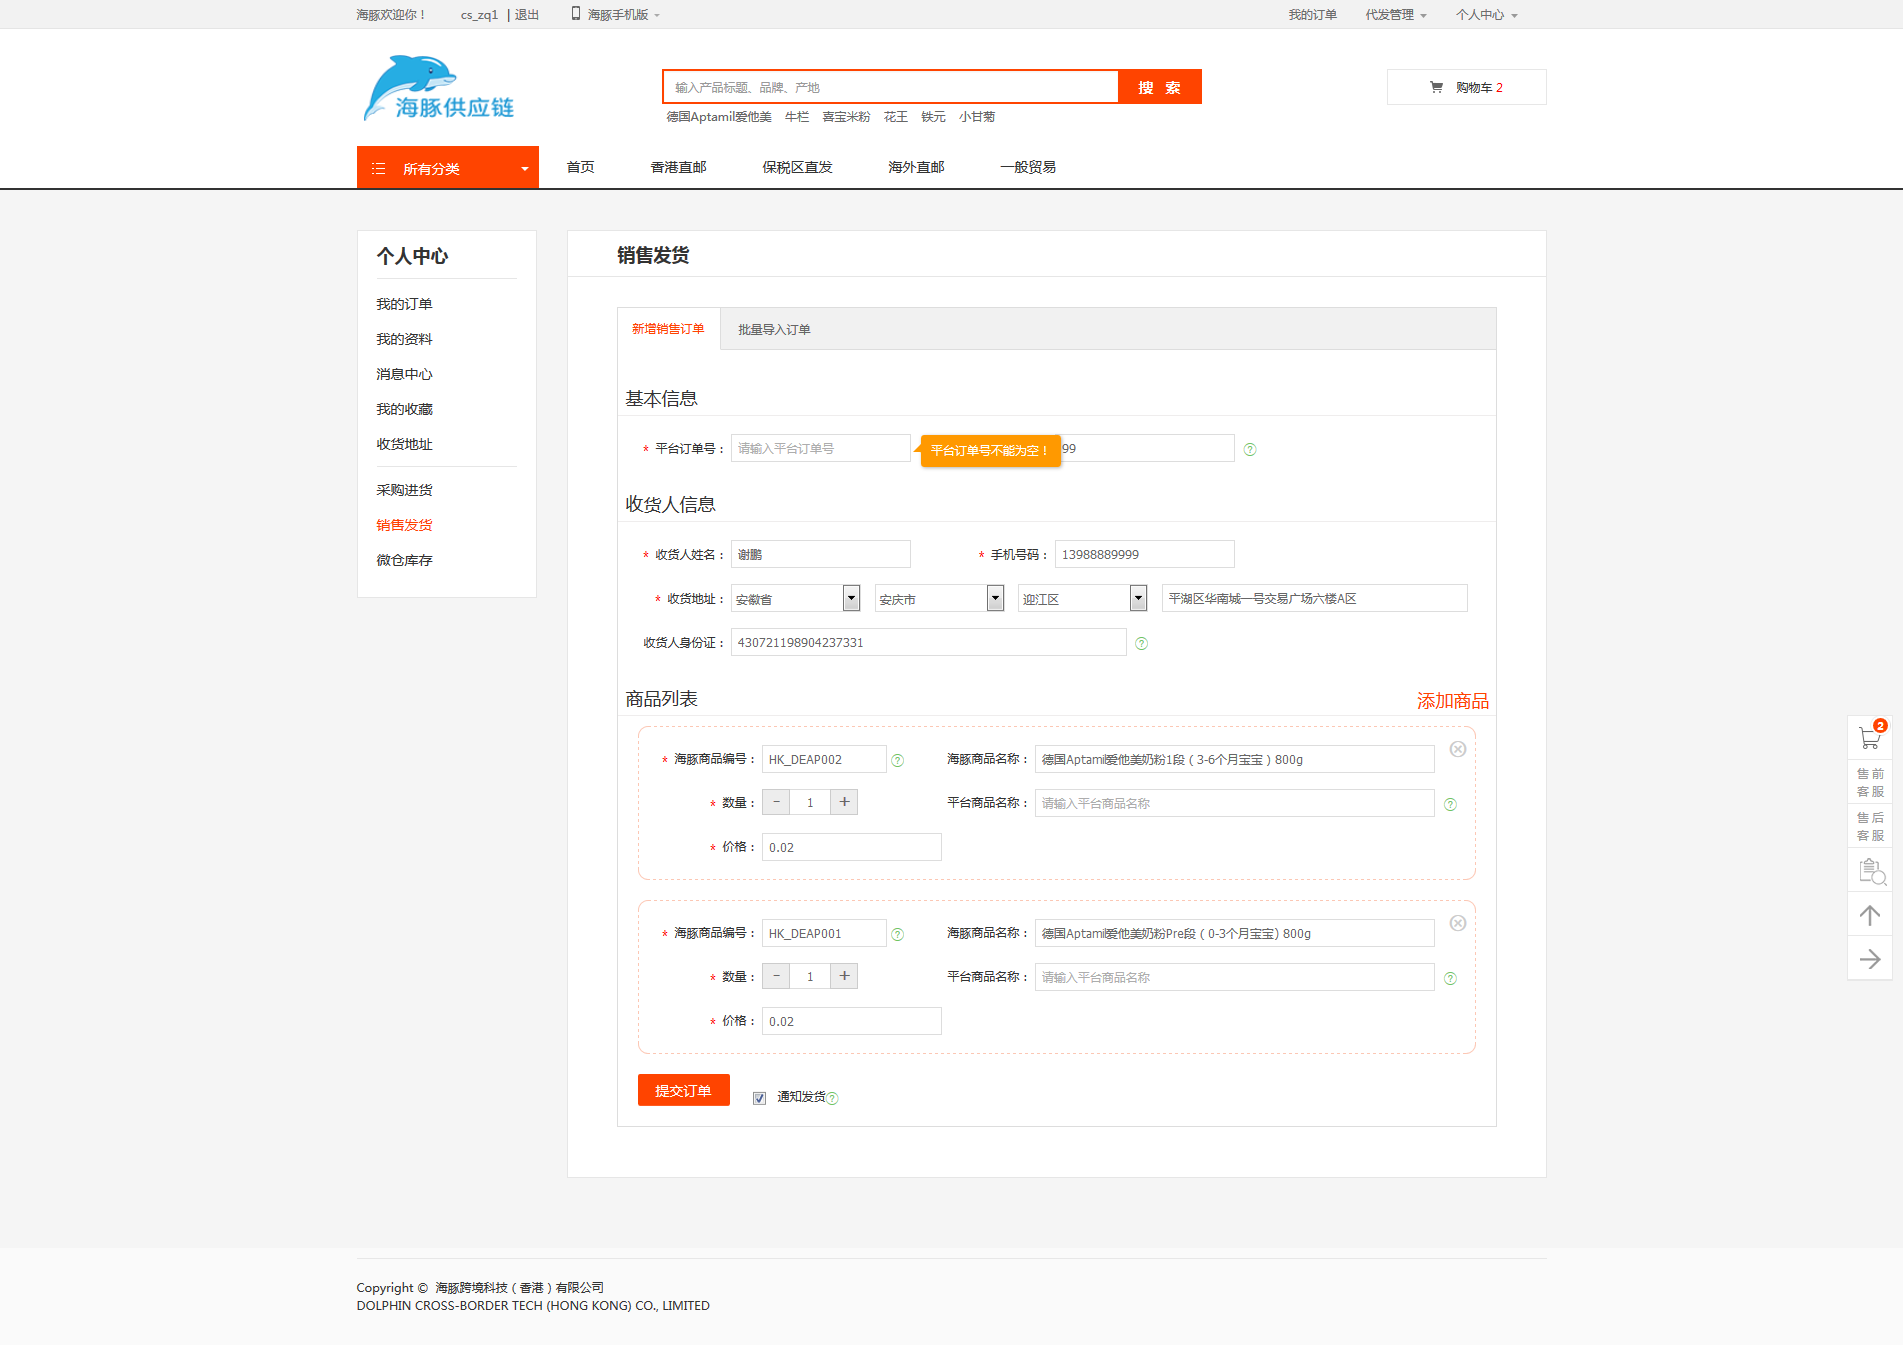 海豚欢迎你！ cs_zq1 | 退出 海豚手机版 我的订单 代发管理 个人中心
海豚供应链
输入产品标题、品牌、产地 搜 索
购物车 2
德国Aptamil爱他美 牛栏 喜宝米粉 花王 铁元 小甘菊
所有分类 首页 香港直邮 保税区直发 海外直邮 一般贸易
个人中心
我的订单
我的资料
消息中心
我的收藏
收货地址
采购进货
销售发货
微仓库存
销售发货
新增销售订单 批量导入订单
基本信息
* 平台订单号： 请输入平台订单号 平台订单号不能为空！ 99 ?
收货人信息
* 收货人姓名： 谢鹏 * 手机号码： 13988889999
* 收货地址： 安徽省 安庆市 迎江区 平湖区华南城一号交易广场六楼A区
收货人身份证： 430721198904237331 ?
商品列表 添加商品
* 海豚商品编号： HK_DEAP002 ? 海豚商品名称： 德国Aptamil爱他美奶粉1段（3-6个月宝宝）800g
* 数量： - 1 + 平台商品名称： 请输入平台商品名称 ?
* 价格： 0.02
* 海豚商品编号： HK_DEAP001 ? 海豚商品名称： 德国Aptamil爱他美奶粉Pre段（0-3个月宝宝) 800g
* 数量： - 1 + 平台商品名称： 请输入平台商品名称 ?
* 价格： 0.02
提交订单 通知发货 ?
2
售前
客服
售后
客服
Copyright © 海豚跨境科技（香港）有限公司
DOLPHIN CROSS-BORDER TECH (HONG KONG) CO., LIMITED